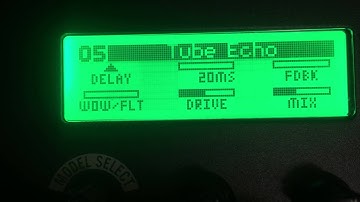 05 Tube Echo
DELAY 20MS FDBK
WOW/FLT DRIVE MIX
MODEL SELECT